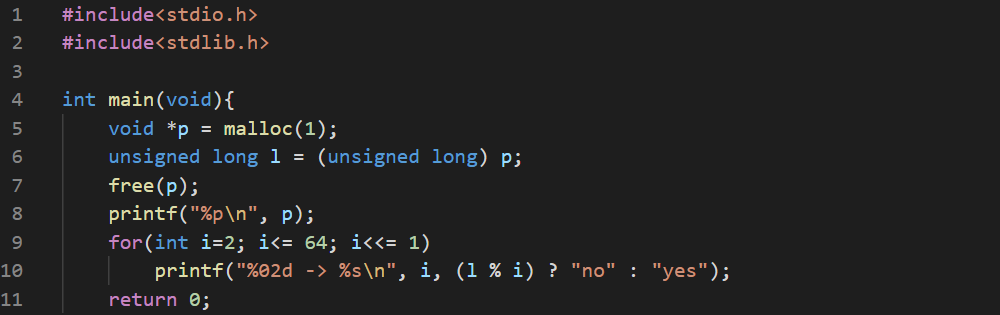 1 #include<stdio.h>
2 #include<stdlib.h>
3
4 int main(void){
5     void *p = malloc(1);
6     unsigned long l = (unsigned long) p;
7     free(p);
8     printf("%p\n", p);
9     for(int i=2; i<= 64; i<<= 1)
10         printf("%02d -> %s\n", i, (l % i) ? "no" : "yes");
11     return 0;